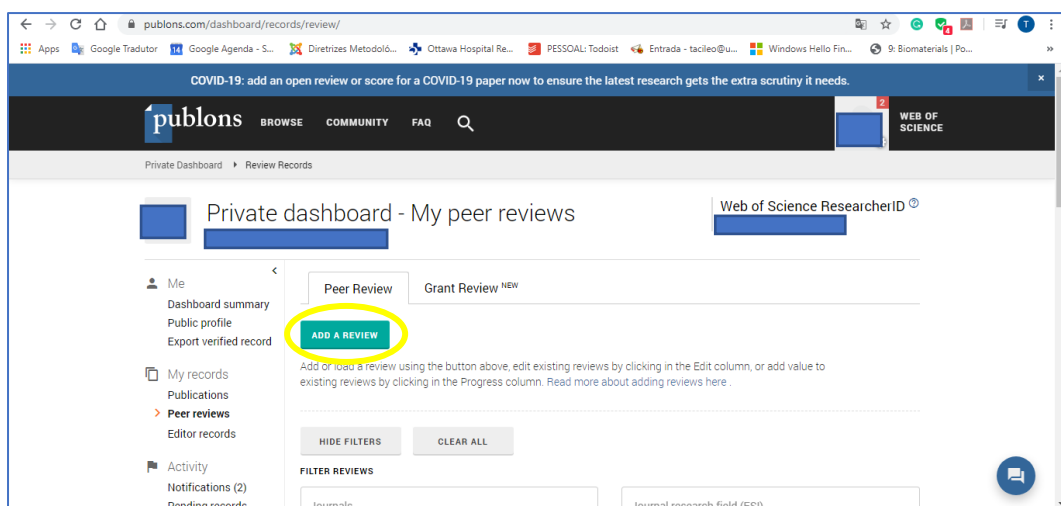 publons.com/dashboard/records/review/
T
4
Apps Google Tradutor 14 Google Agenda - S... Diretrizes Metodoló... Ottawa Hospital Re... PESSOAL: Todoist Entrada - tacileo@u... Windows Hello Fin... 9: Biomaterials | Po... »
COVID-19: add an open review or score for a COVID-19 paper now to ensure the latest research gets the extra scrutiny it needs. ×
publons BROWSE COMMUNITY FAQ 2 WEB OF
SCIENCE
Private Dashboard Review Records
Private dashboard - My peer reviews Web of Science ResearcherID ?
Me
Dashboard summary
Public profile
Export verified record
My records
Publications
Peer reviews
Editor records
Activity
Notifications (2)
Pending records
Peer Review Grant Review NEW
ADD A REVIEW
Add or load a review using the button above, edit existing reviews by clicking in the Edit column, or add value to
existing reviews by clicking in the Progress column. Read more about adding reviews here .
HIDE FILTERS CLEAR ALL
FILTER REVIEWS
Journals Journal research field (ESI)